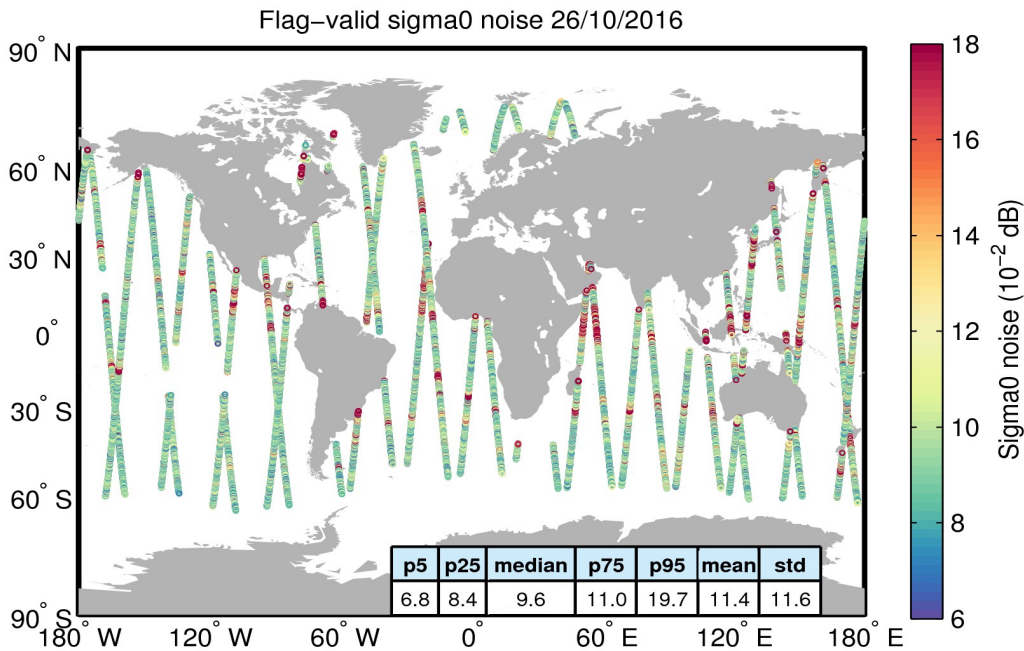 Flag−valid sigma0 noise 26/10/2016
90° N
60° N
30° N
0°
30° S
60° S
90° S
180° W
120° W
60° W
0°
60° E
120° E
180° E
p5 p25 median p75 p95 mean std
6.8 8.4 9.6 11.0 19.7 11.4 11.6
18
16
14
12
10
8
6
Sigma0 noise (10⁻² dB)